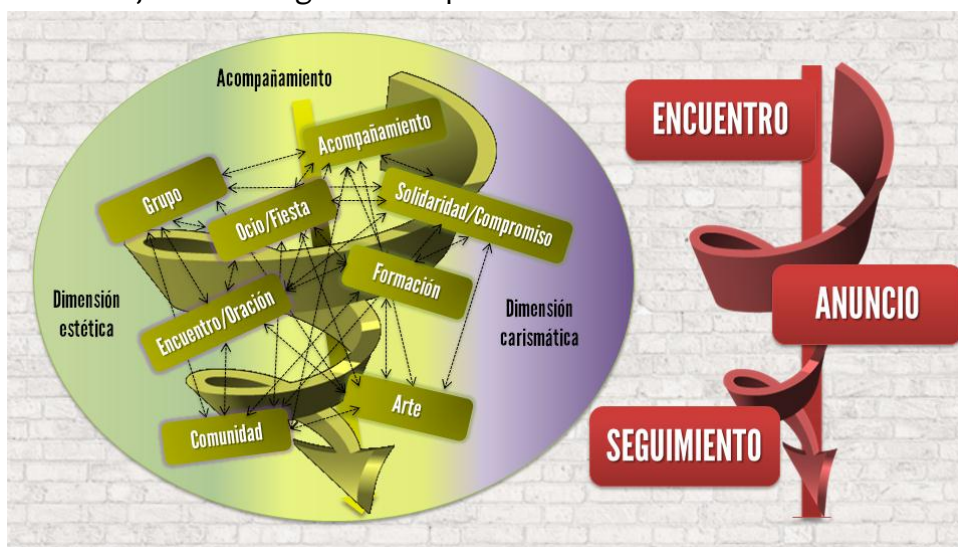 Acompañamiento
Acompañamiento
Grupo
Ocio/Fiesta
Solidaridad/Compromiso
Formación
Dimensión
estética
Encuentro/Oración
Dimensión
carismática
Arte
Comunidad
ENCUENTRO
ANUNCIO
SEGUIMIENTO